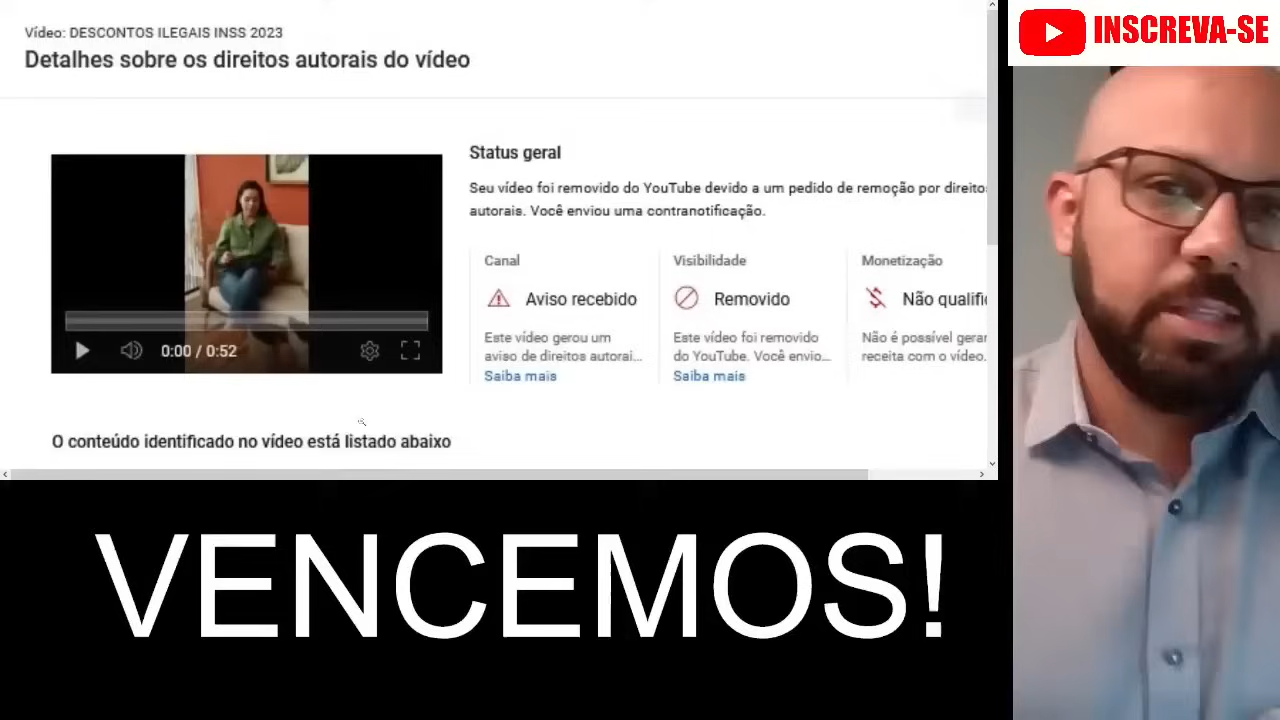 Vídeo: DESCONTOS ILEGAIS INSS 2023
Detalhes sobre os direitos autorais do vídeo
INSCREVA-SE
Status geral
Seu vídeo foi removido do YouTube devido a um pedido de remoção por direitos
autorais. Você enviou uma contranotificação.
Canal
Aviso recebido
Este vídeo gerou um
aviso de direitos autorai...
Saiba mais
Visibilidade
Removido
Este vídeo foi removido
do YouTube. Você envio...
Saiba mais
Monetização
Não qualifi
Não é possível gerar
receita com o vídeo.
0:00 / 0:52
O conteúdo identificado no vídeo está listado abaixo
VENCEMOS!